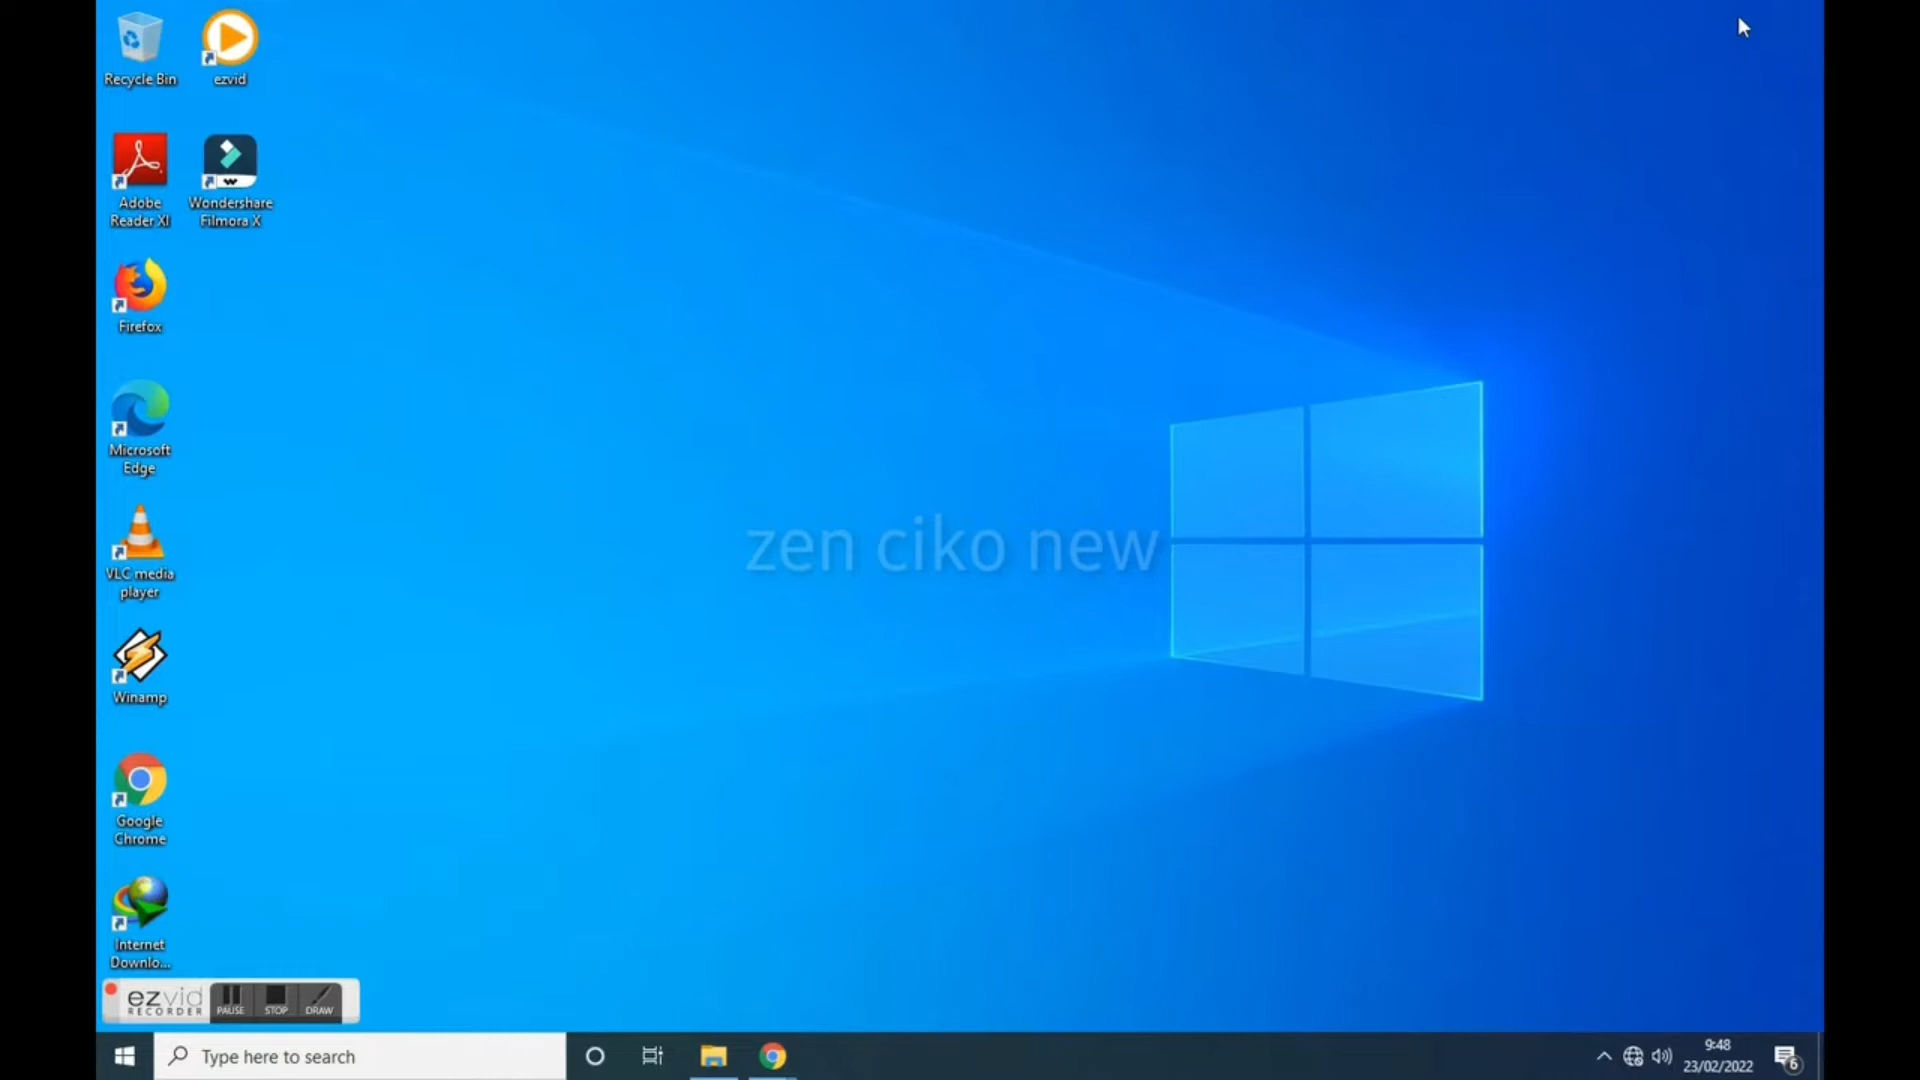 Recycle Bin
ezvid
Adobe
Reader XI
Wondershare
Filmora X
Firefox
Microsoft
Edge
zen ciko new
VLC media
player
Winamp
Google
Chrome
Internet
Downlo...
ezvid
RECORDER
PAUSE
STOP
DRAW
Type here to search
9:48
23/02/2022
6